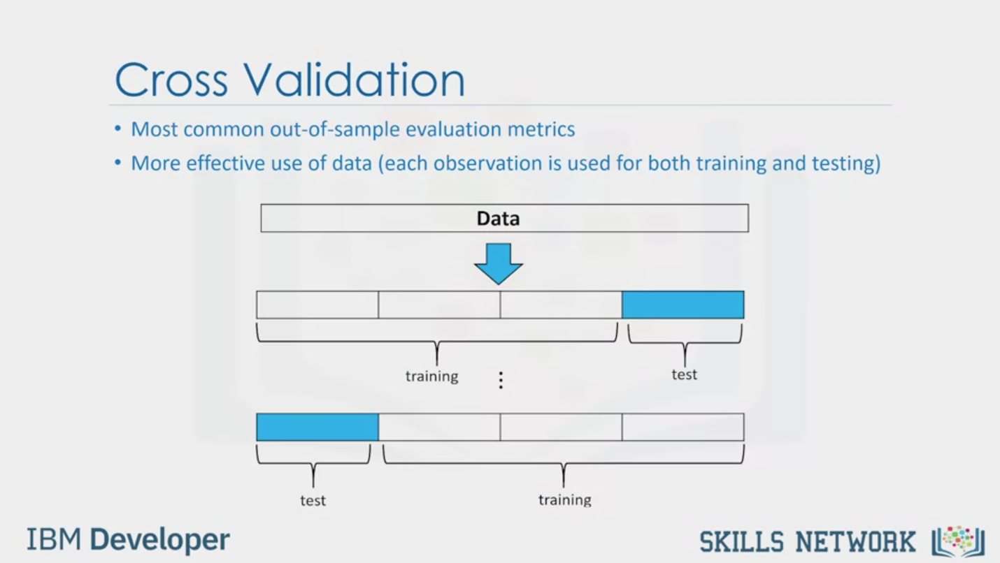 Cross Validation
• Most common out-of-sample evaluation metrics
• More effective use of data (each observation is used for both training and testing)
Data
training
test
test
training
IBM Developer
SKILLS NETWORK